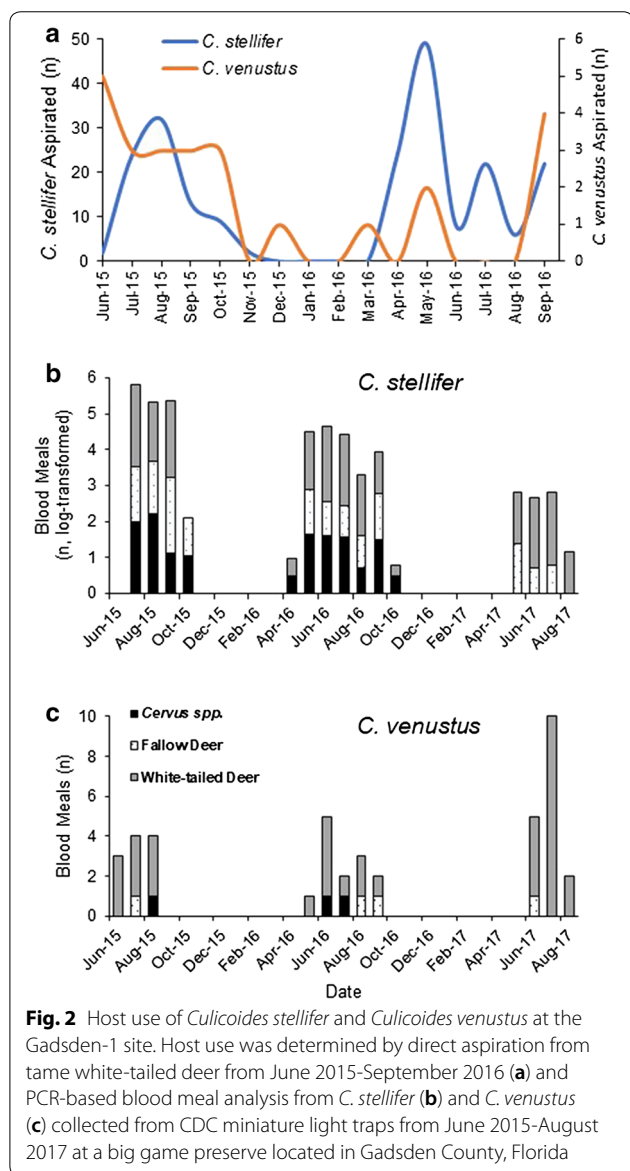 a
C. stellifer
C. venustus
C. stellifer Aspirated (n)
50
40
30
20
10
0
C. venustus Aspirated (n)
6
5
4
3
2
1
0
Jun-15
Jul-15
Aug-15
Sep-15
Oct-15
Nov-15
Dec-15
Jan-16
Feb-16
Mar-16
Apr-16
May-16
Jun-16
Jul-16
Aug-16
Sep-16
b
C. stellifer
Blood Meals
(n, log-transformed)
6
5
4
3
2
1
0
Jun-15
Aug-15
Oct-15
Dec-15
Feb-16
Apr-16
Jun-16
Aug-16
Oct-16
Dec-16
Feb-17
Apr-17
Jun-17
Aug-17
c
C. venustus
Cervus spp.
Fallow Deer
White-tailed Deer
Blood Meals (n)
10
8
6
4
2
0
Jun-15
Aug-15
Oct-15
Dec-15
Feb-16
Apr-16
Jun-16
Aug-16
Oct-16
Dec-16
Feb-17
Apr-17
Jun-17
Aug-17
Date
Fig. 2 Host use of Culicoides stellifer and Culicoides venustus at the
Gadsden-1 site. Host use was determined by direct aspiration from
tame white-tailed deer from June 2015-September 2016 (a) and
PCR-based blood meal analysis from C. stellifer (b) and C. venustus
(c) collected from CDC miniature light traps from June 2015-August
2017 at a big game preserve located in Gadsden County, Florida